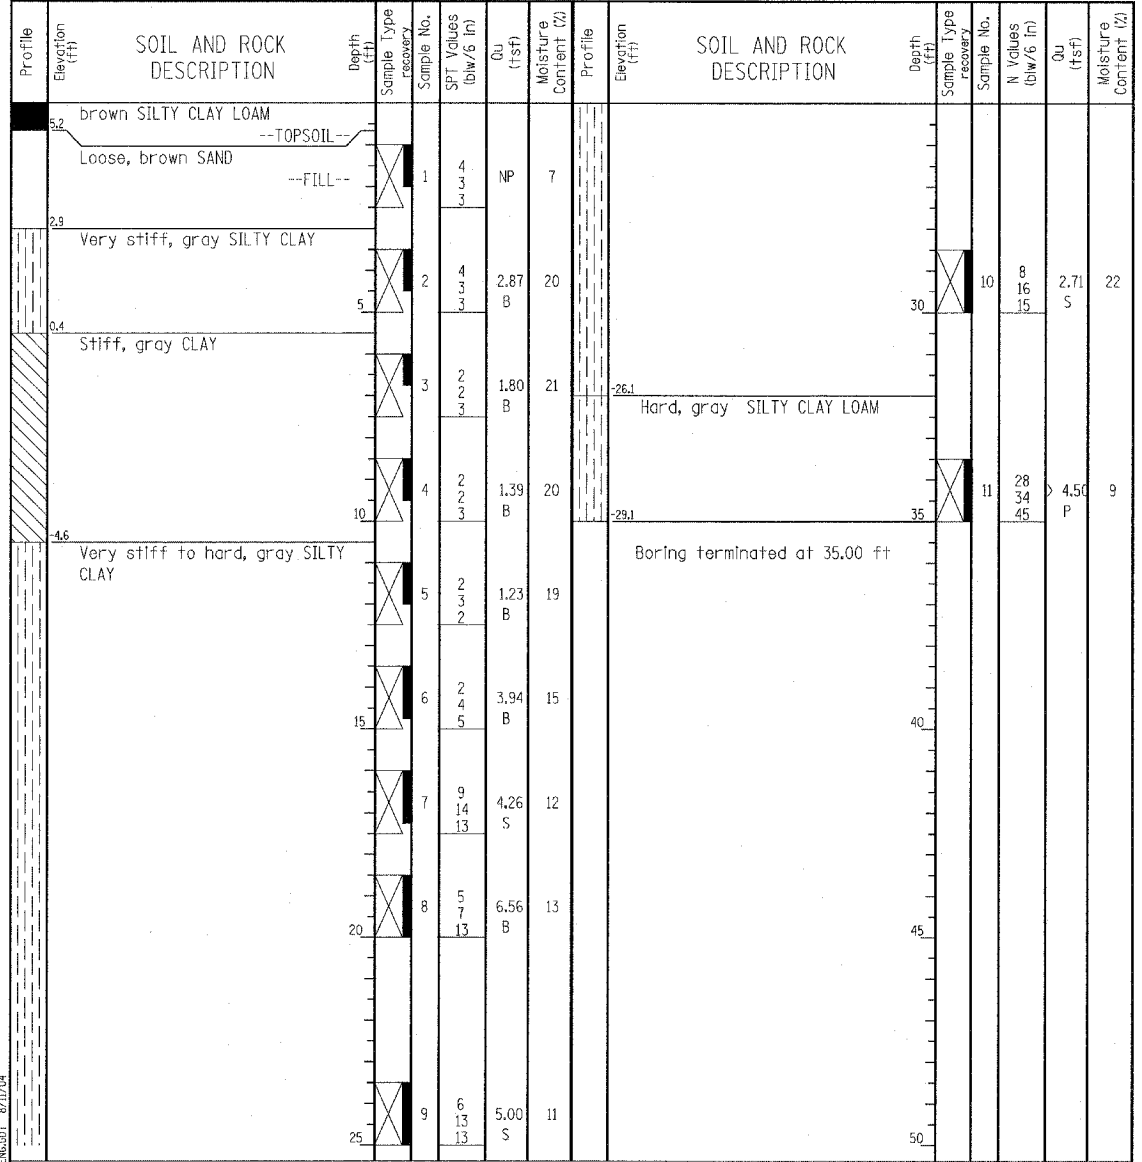 Profile
Elevation (ft)
SOIL AND ROCK
DESCRIPTION
Depth (ft)
Sample Type
recovery
Sample No.
SPT Values
(blw/6 in)
Qu
(tsf)
Moisture
Content (%)
brown SILTY CLAY LOAM
5.2
--TOPSOIL--
Loose, brown SAND
--FILL--
1
4
3
3
NP
7
2.9
Very stiff, gray SILTY CLAY
2
4
3
3
2.87
B
20
5
0.4
Stiff, gray CLAY
3
2
2
3
1.80
B
21
4
2
2
3
1.39
B
20
10
-4.6
Very stiff to hard, gray SILTY
CLAY
5
2
3
2
1.23
B
19
6
2
4
5
3.94
B
15
15
7
9
14
13
4.26
S
12
8
5
7
13
6.56
B
13
20
9
6
13
13
5.00
S
11
25
Profile
Elevation (ft)
SOIL AND ROCK
DESCRIPTION
Depth (ft)
Sample Type
recovery
Sample No.
N Values
(blw/6 in)
Qu
(tsf)
Moisture
Content (%)
10
8
16
15
2.71
S
22
30
-26.1
Hard, gray SILTY CLAY LOAM
11
28
34
45
> 4.50
P
9
35
-29.1
Boring terminated at 35.00 ft
40
45
50
8/11/04